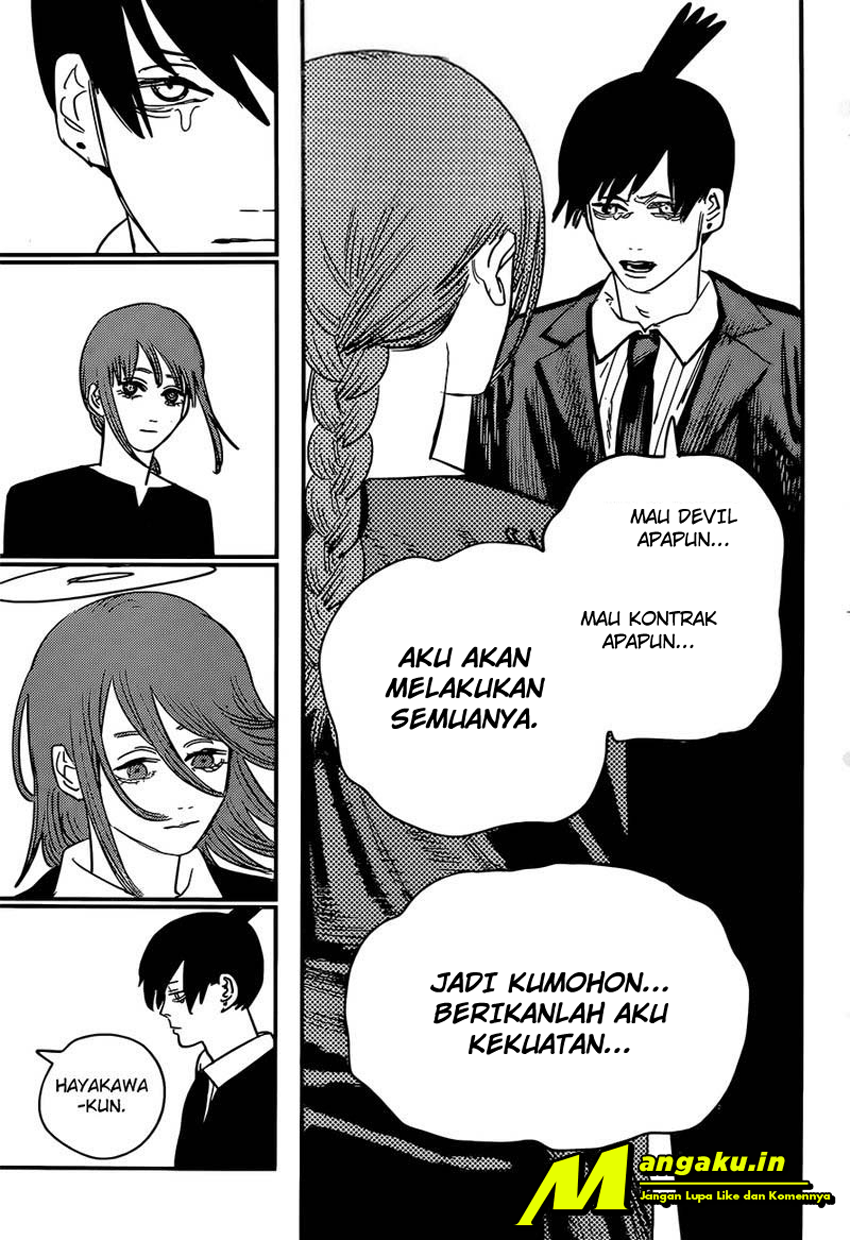 MAU DEVIL
APAPUN...
MAU KONTRAK
APAPUN...
AKU AKAN
MELAKUKAN
SEMUANYA.
JADI KUMOHON...
BERIKANLAH AKU
KEKUATAN...
HAYAKAWA
-KUN.
Mangaku.in
Jangan Lupa Like dan Komennya